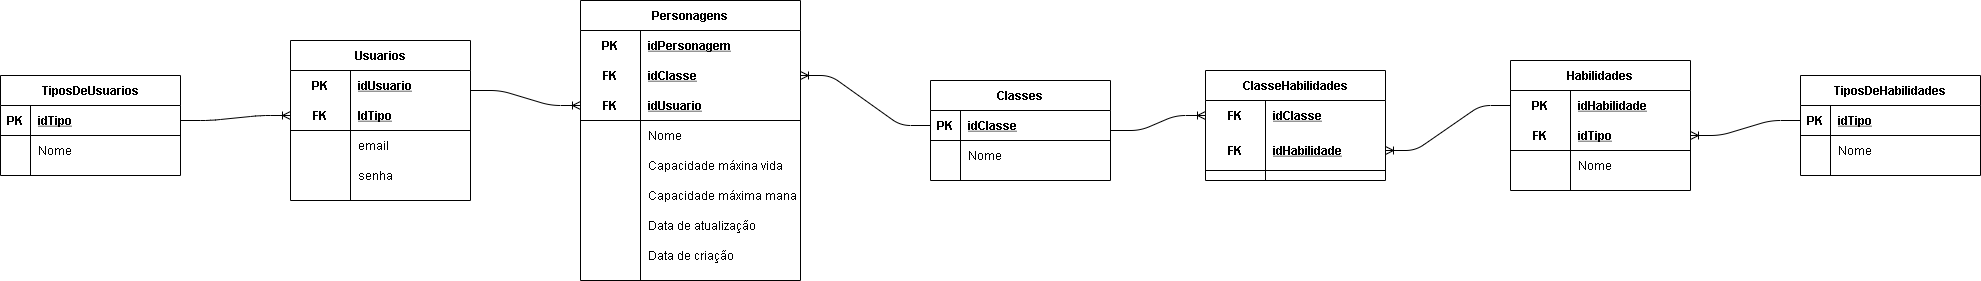 TiposDeUsuarios
PK idTipo
Nome
Usuarios
PK idUsuario
FK IdTipo
email
senha
Personagens
PK idPersonagem
FK idClasse
FK idUsuario
Nome
Capacidade máxina vida
Capacidade máxima mana
Data de atualização
Data de criação
Classes
PK idClasse
Nome
ClasseHabilidades
FK idClasse
FK idHabilidade
Habilidades
PK idHabilidade
FK idTipo
Nome
TiposDeHabilidades
PK idTipo
Nome